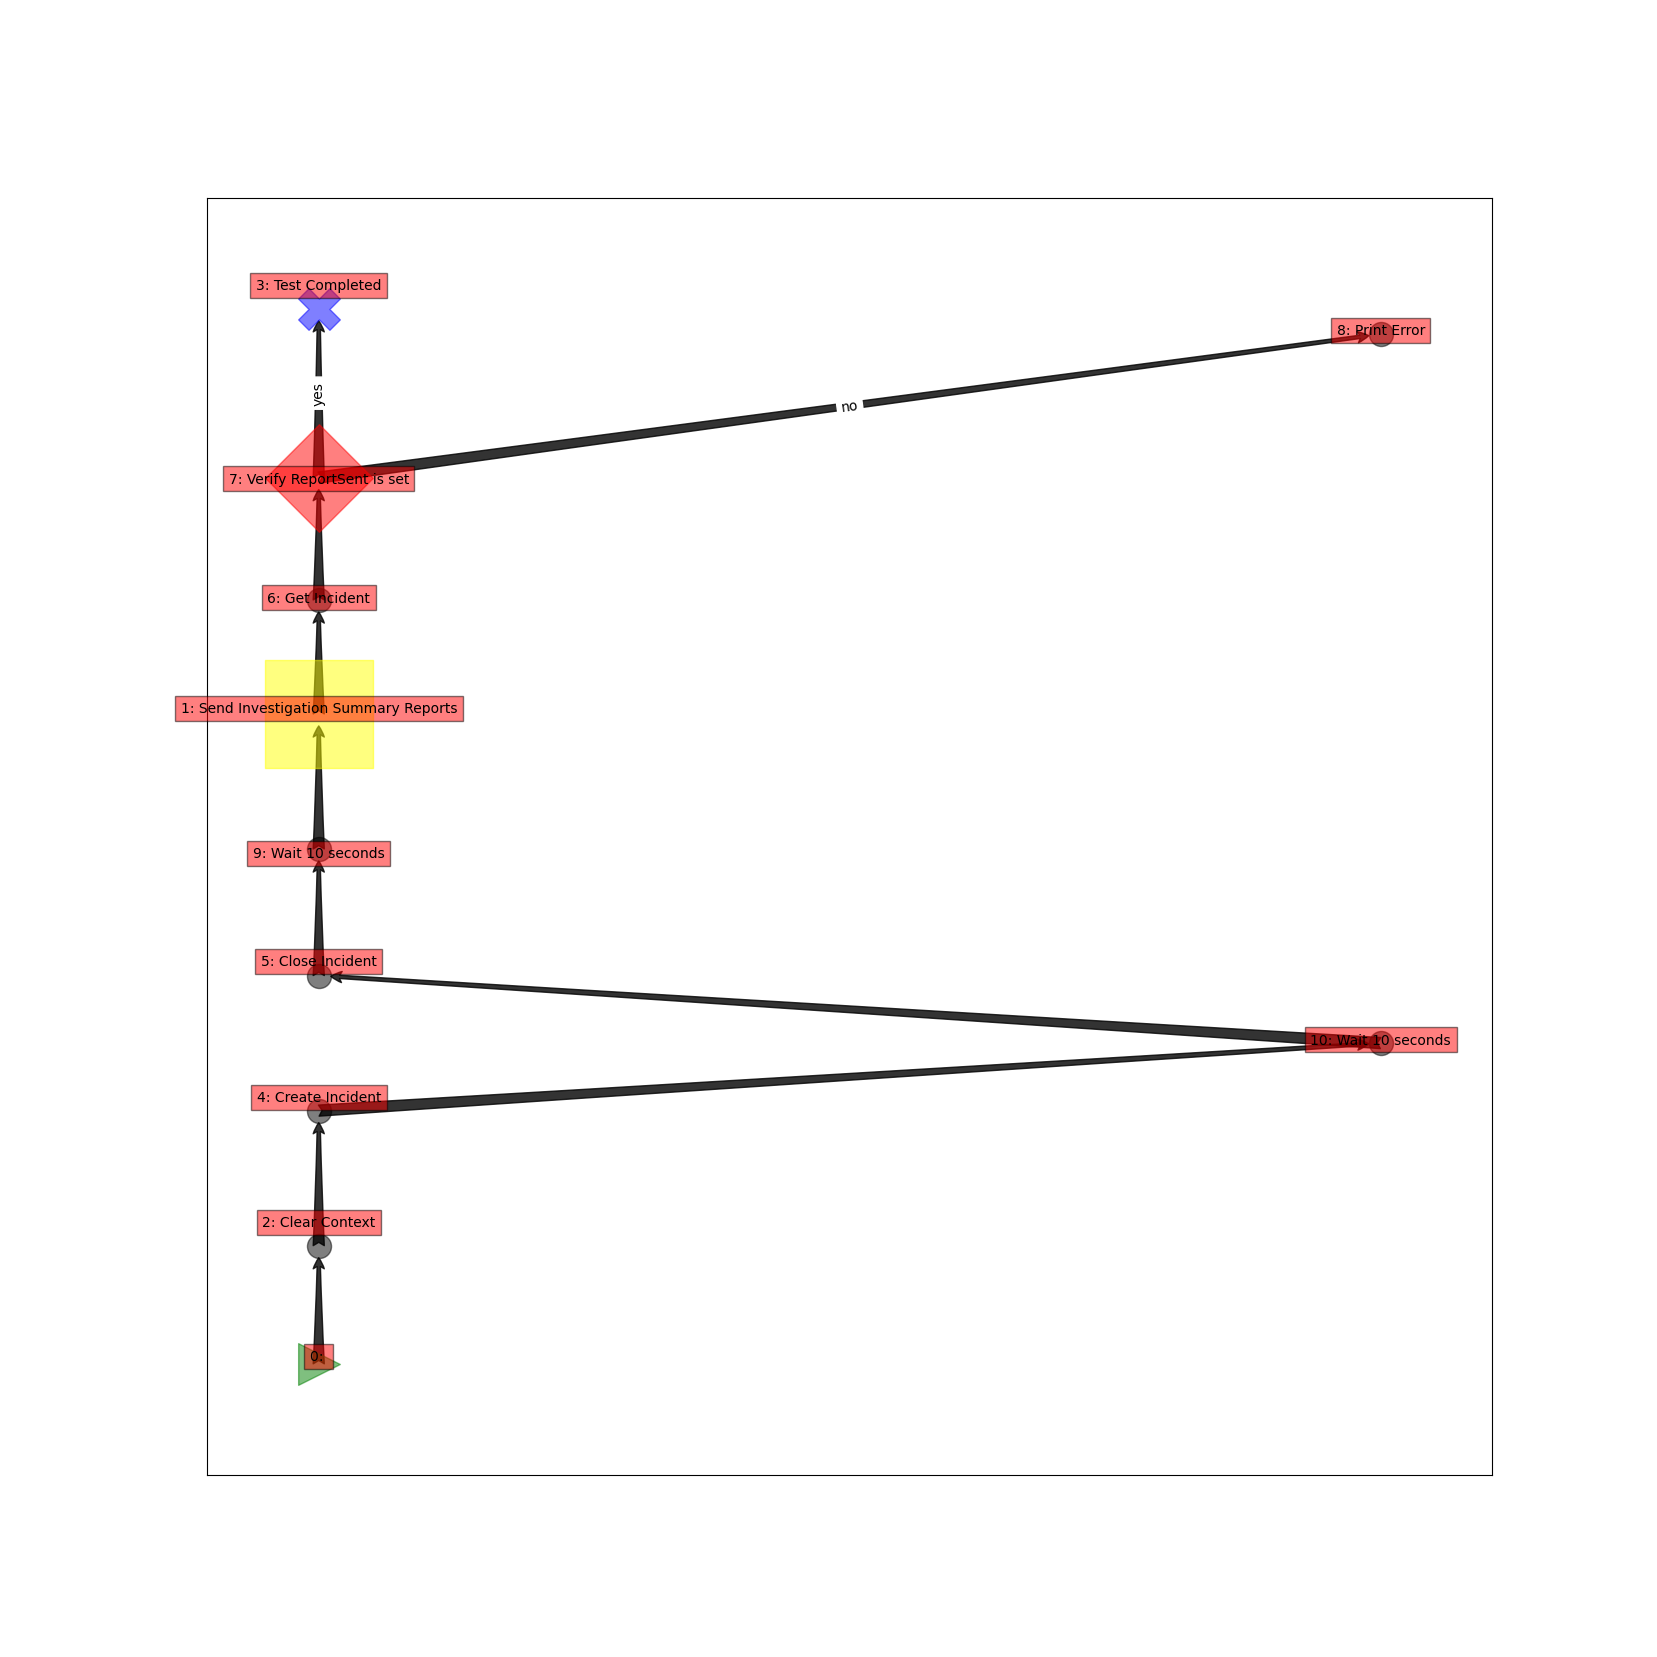 3: Test Completed
8: Print Error
yes
no
7: Verify ReportSent is set
6: Get Incident
1: Send Investigation Summary Reports
9: Wait 10 seconds
5: Close Incident
10: Wait 10 seconds
4: Create Incident
2: Clear Context
0: